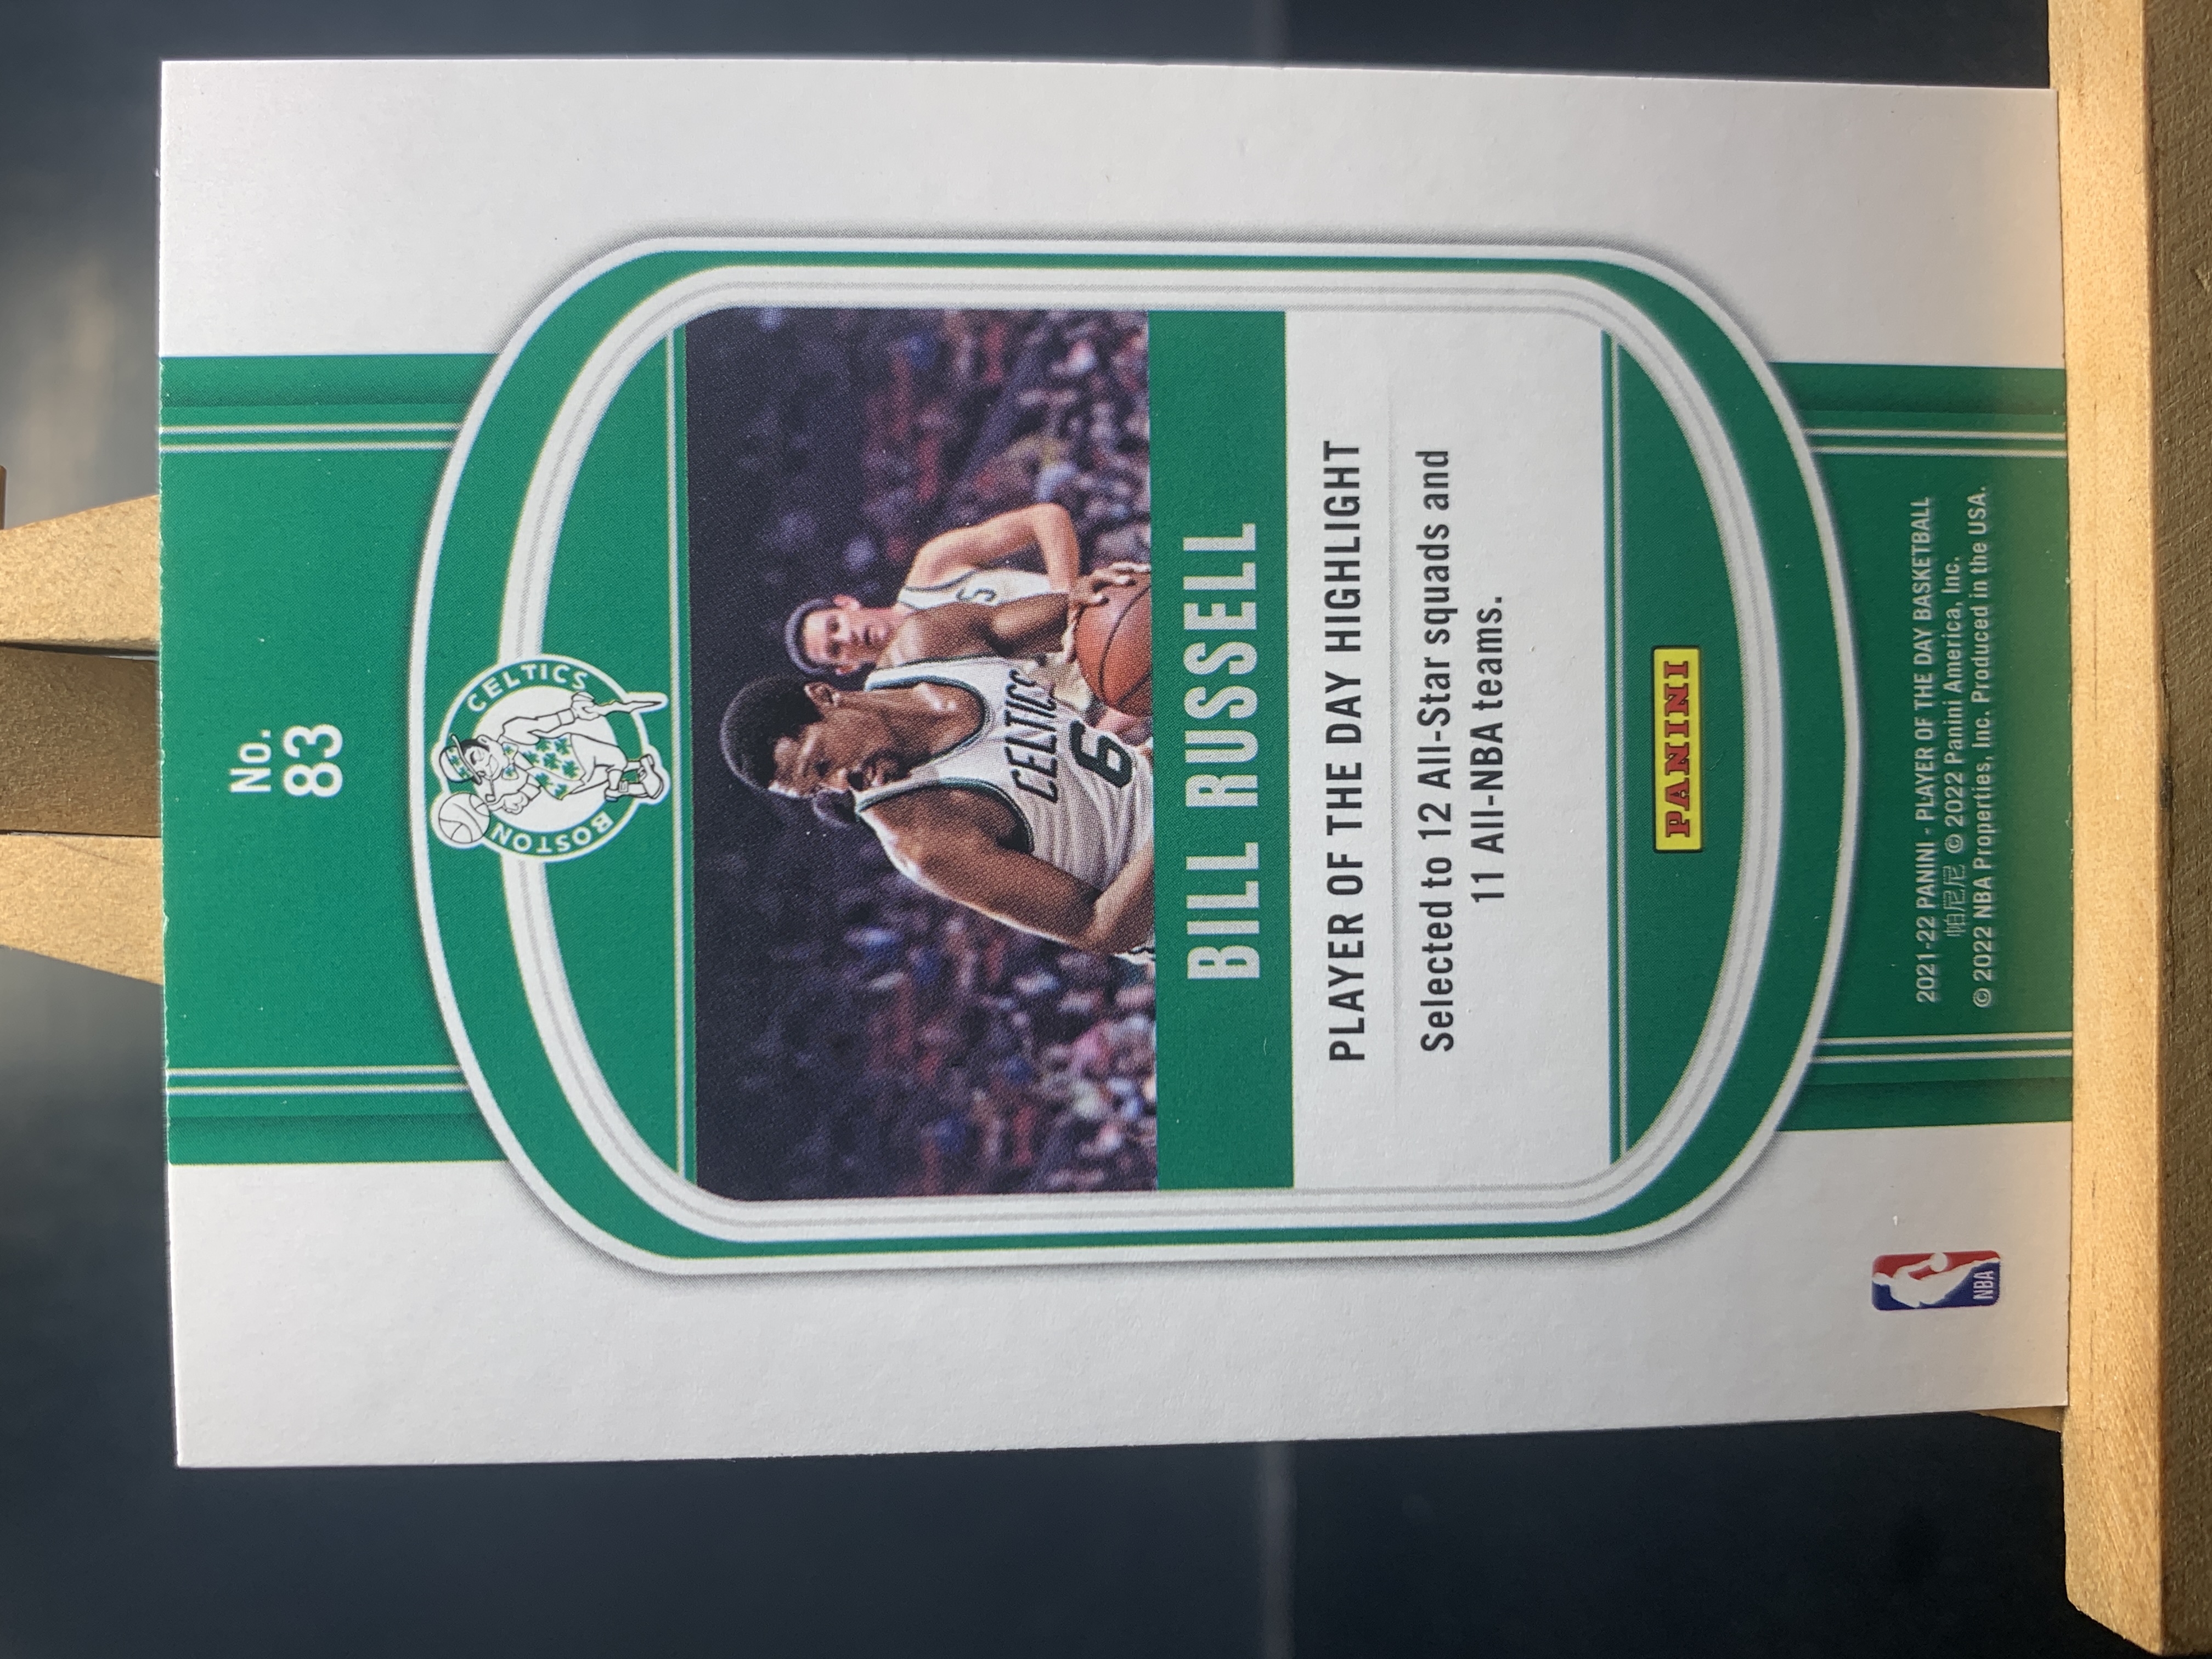 No.
83
BOSTON CELTICS
CELTICS
6
5
BILL RUSSELL
PLAYER OF THE DAY HIGHLIGHT
Selected to 12 All-Star squads and
11 All-NBA teams.
PANINI
2021-22 PANINI - PLAYER OF THE DAY BASKETBALL
帕尼尼 © 2022 Panini America, Inc.
© 2022 NBA Properties, Inc. Produced in the USA.
NBA